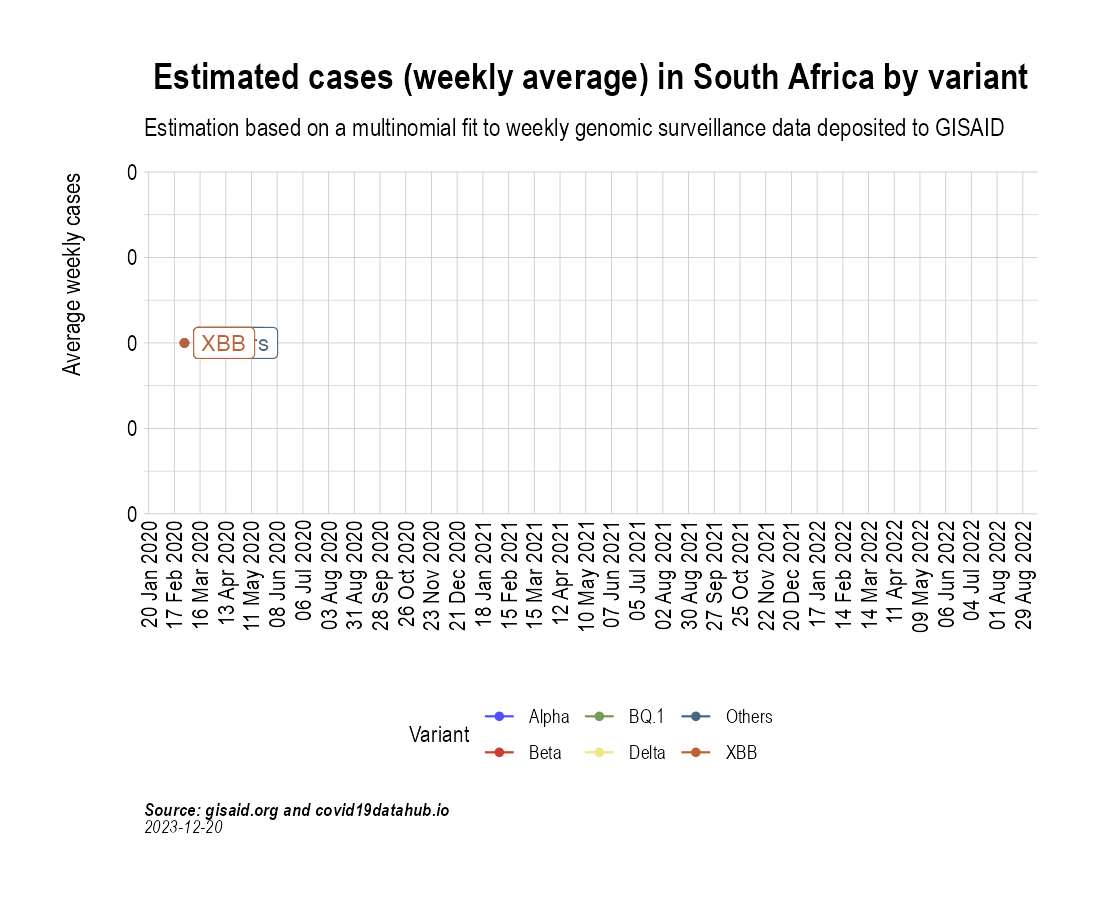 Estimated cases (weekly average) in South Africa by variant
Estimation based on a multinomial fit to weekly genomic surveillance data deposited to GISAID
Average weekly cases
0
0
0
0
0
XBB
rs
20 Jan 2020
17 Feb 2020
16 Mar 2020
13 Apr 2020
11 May 2020
08 Jun 2020
06 Jul 2020
03 Aug 2020
31 Aug 2020
28 Sep 2020
26 Oct 2020
23 Nov 2020
21 Dec 2020
18 Jan 2021
15 Feb 2021
15 Mar 2021
12 Apr 2021
10 May 2021
07 Jun 2021
05 Jul 2021
02 Aug 2021
30 Aug 2021
27 Sep 2021
25 Oct 2021
22 Nov 2021
20 Dec 2021
17 Jan 2022
14 Feb 2022
14 Mar 2022
11 Apr 2022
09 May 2022
06 Jun 2022
04 Jul 2022
01 Aug 2022
29 Aug 2022
Variant
Alpha
BQ.1
Others
Beta
Delta
XBB
Source: gisaid.org and covid19datahub.io
2023-12-20